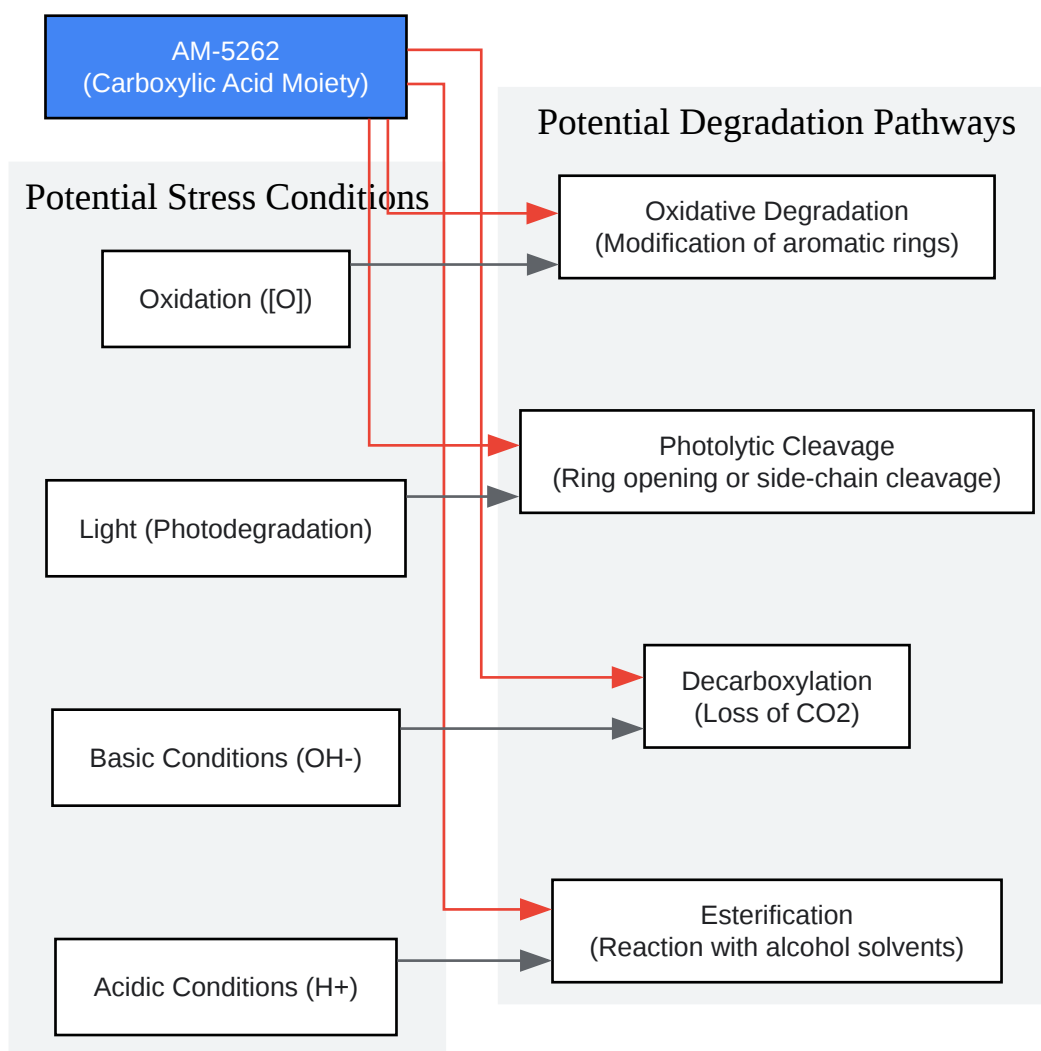 AM-5262
(Carboxylic Acid Moiety)
Potential Degradation Pathways
Potential Stress Conditions
Oxidative Degradation
(Modification of aromatic rings)
Oxidation ([O])
Photolytic Cleavage
(Ring opening or side-chain cleavage)
Light (Photodegradation)
Decarboxylation
(Loss of CO2)
Basic Conditions (OH-)
Esterification
(Reaction with alcohol solvents)
Acidic Conditions (H+)